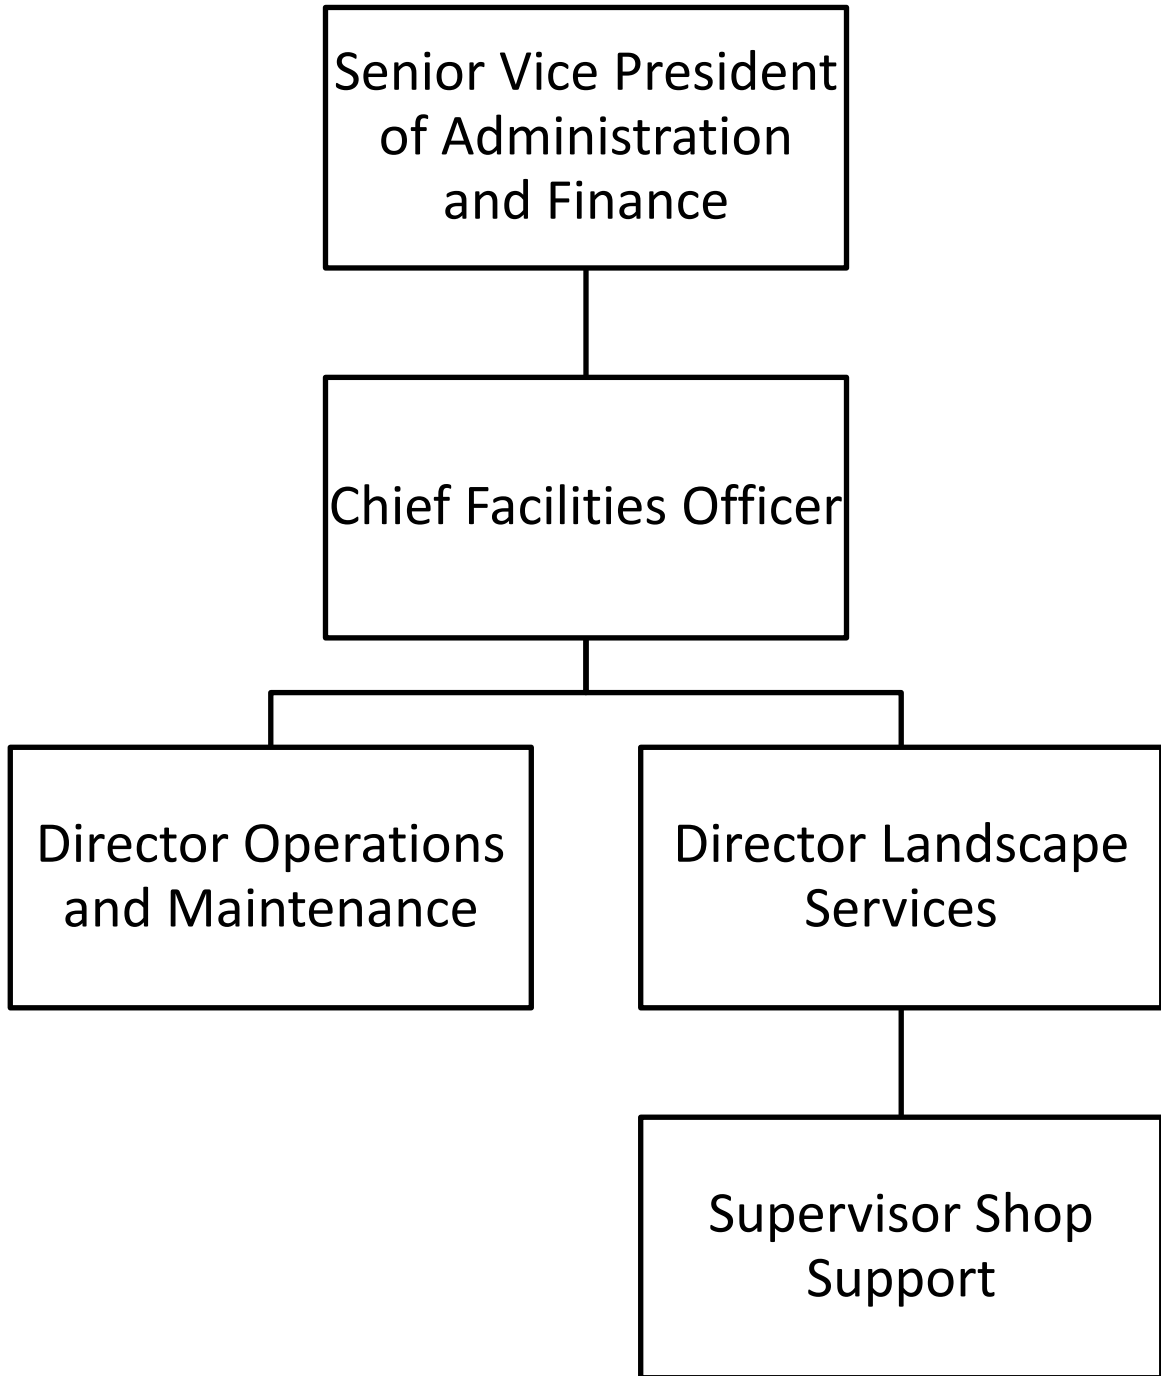 Senior Vice President
of Administration
and Finance
Chief Facilities Officer
Director Operations
and Maintenance
Director Landscape
Services
Supervisor Shop
Support